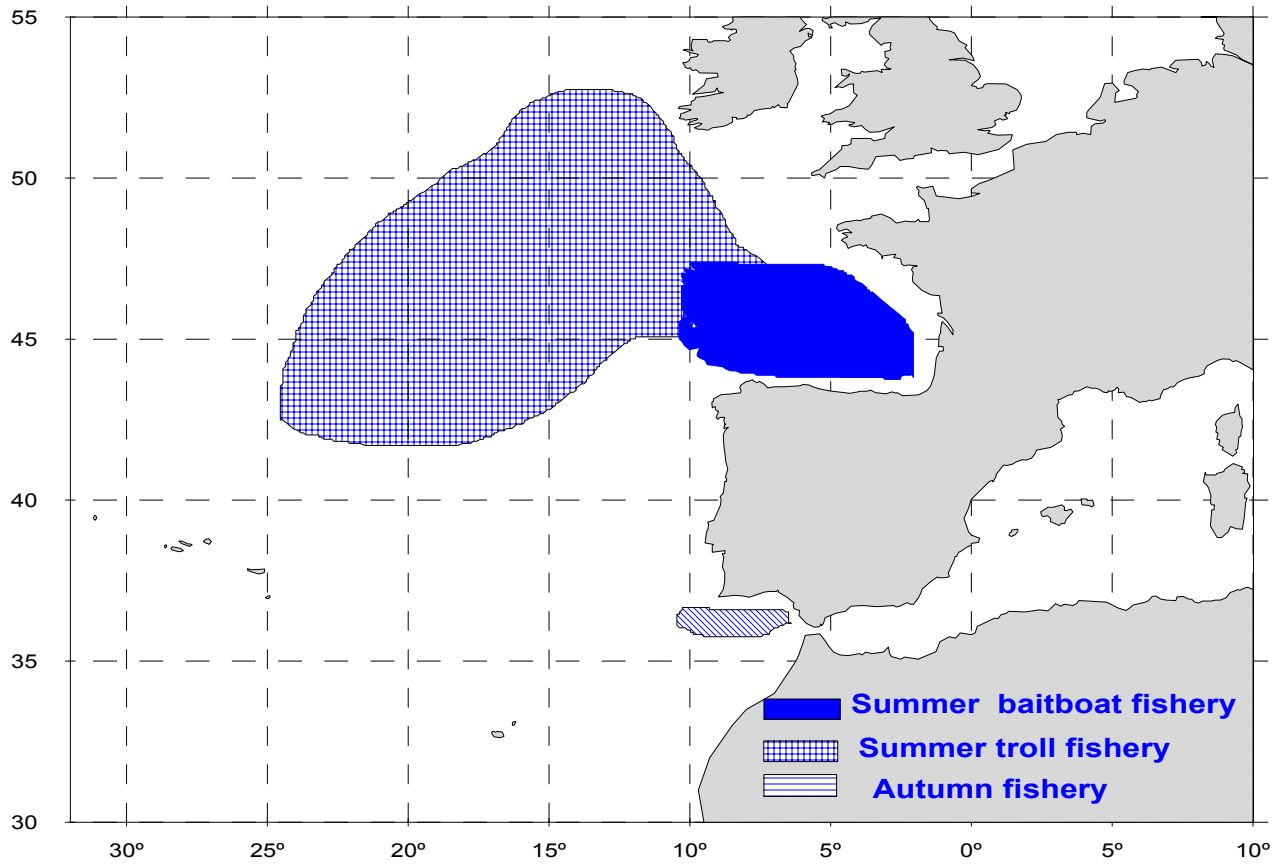 55
50
45
40
35
30
Summer baitboat fishery
Summer troll fishery
Autumn fishery
30º 25º 20º 15º 10º 5º 0º 5º 10º